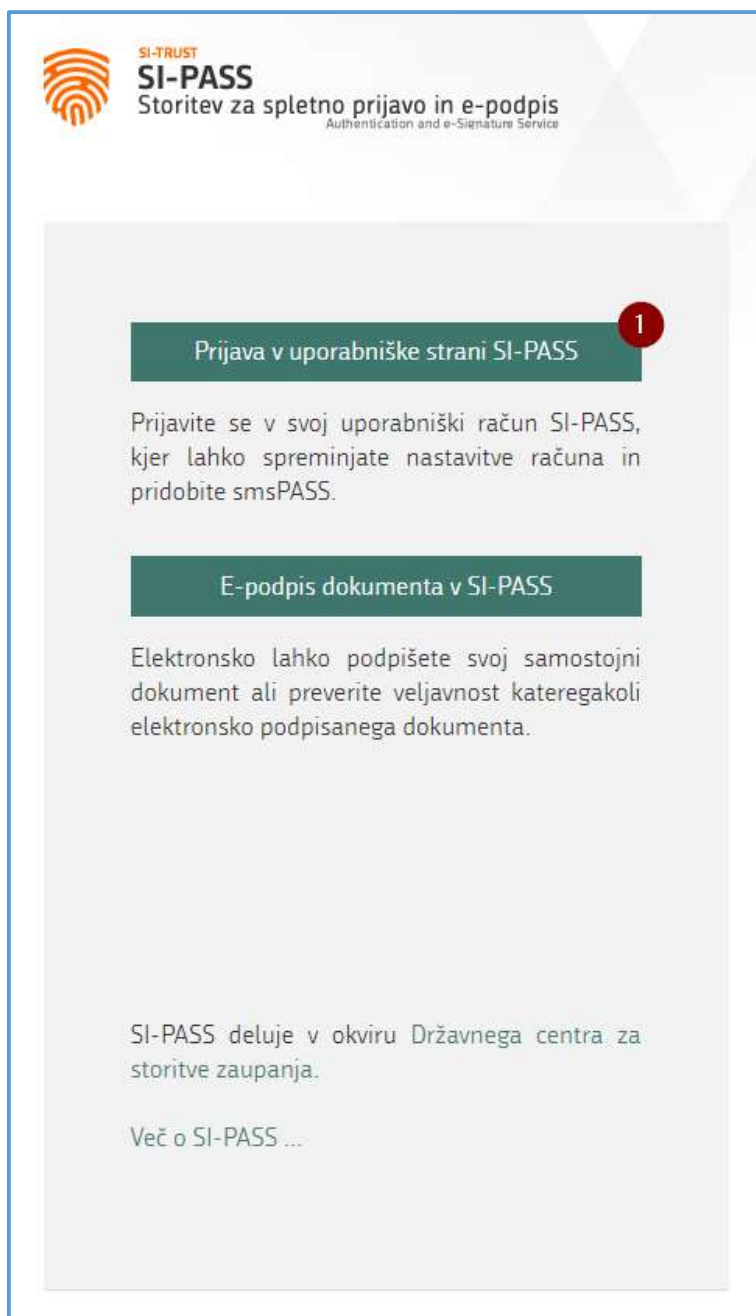 SI-TRUST
SI-PASS
Storitev za spletno prijavo in e-podpis
Authentication and e-Signature Service
1
Prijava v uporabniške strani SI-PASS
Prijavite se v svoj uporabniški račun SI-PASS,
kjer lahko spreminjate nastavitve računa in
pridobite smsPASS.
E-podpis dokumenta v SI-PASS
Elektronsko lahko podpišete svoj samostojni
dokument ali preverite veljavnost kateregakoli
elektronsko podpisanega dokumenta.
SI-PASS deluje v okviru Državnega centra za
storitve zaupanja.
Več o SI-PASS ...